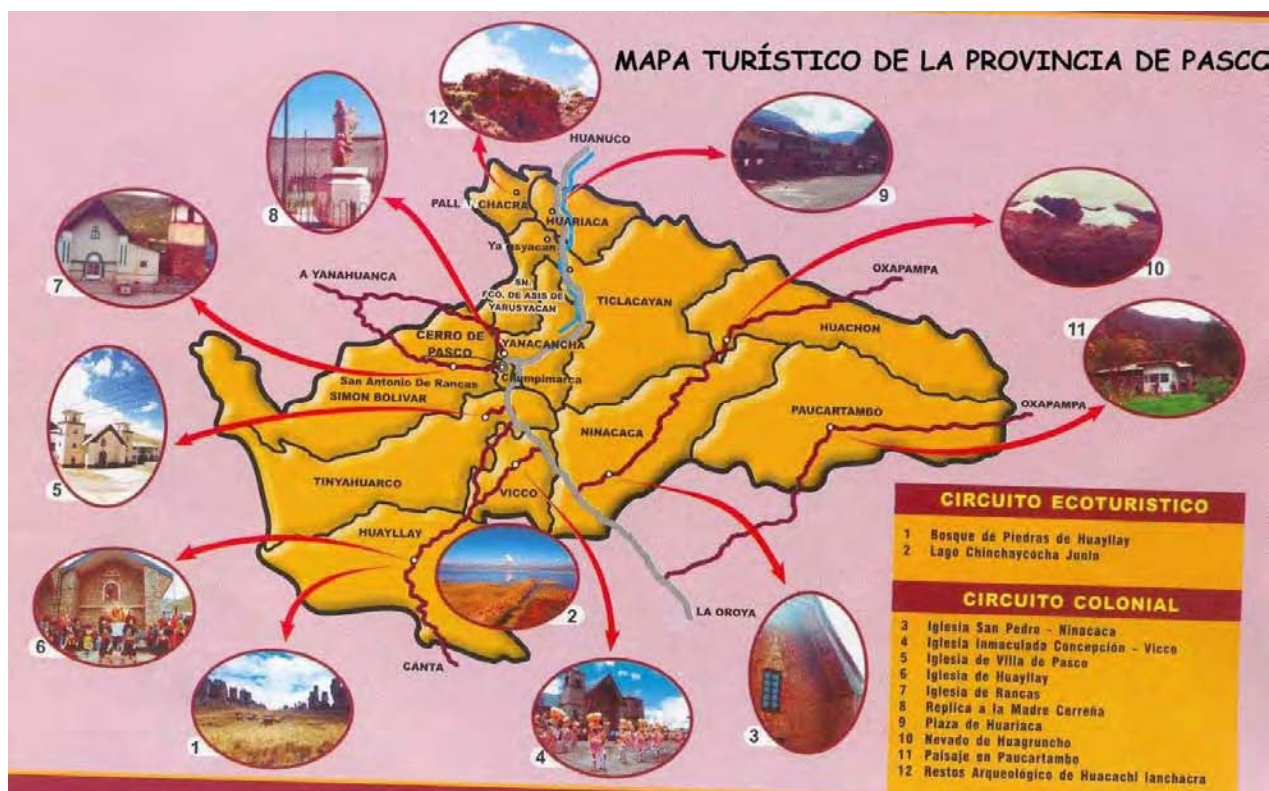 MAPA TURÍSTICO DE LA PROVINCIA DE PASCO
12
HUANUCO
8
9
PALL CHACRA
HUARIACA
7
A YANAHUANCA
Ya usyacan
OXAPAMPA
10
SN.
FCO. DE ASIS DE
YARUSYACAN
TICLACAYAN
HUACHON
11
CERRO DE
PASCO
YANACANCHA
Chumpimarca
San Antonio De Rancas
SIMON BOLIVAR
PAUCARTAMBO
OXAPAMPA
5
NINACACA
TINYAHUARCO
VICCO
HUAYLLAY
2
LA OROYA
6
CANTA
1
4
3
CIRCUITO ECOTURISTICO
1 Bosque de Piedras de Huayllay
2 Lago Chinchaycocha Junin
CIRCUITO COLONIAL
3 Iglesia San Pedro - Ninacaca
4 Iglesia Inmaculada Concepción - Vicco
5 Iglesia de Villa de Pasco
6 Iglesia de Huayllay
7 Iglesia de Rancas
8 Replica a la Madre Cerreña
9 Plaza de Huariaca
10 Nevado de Huagruncho
11 Paisaje en Paucartambo
12 Restos Arqueológico de Huacachi lanchacra